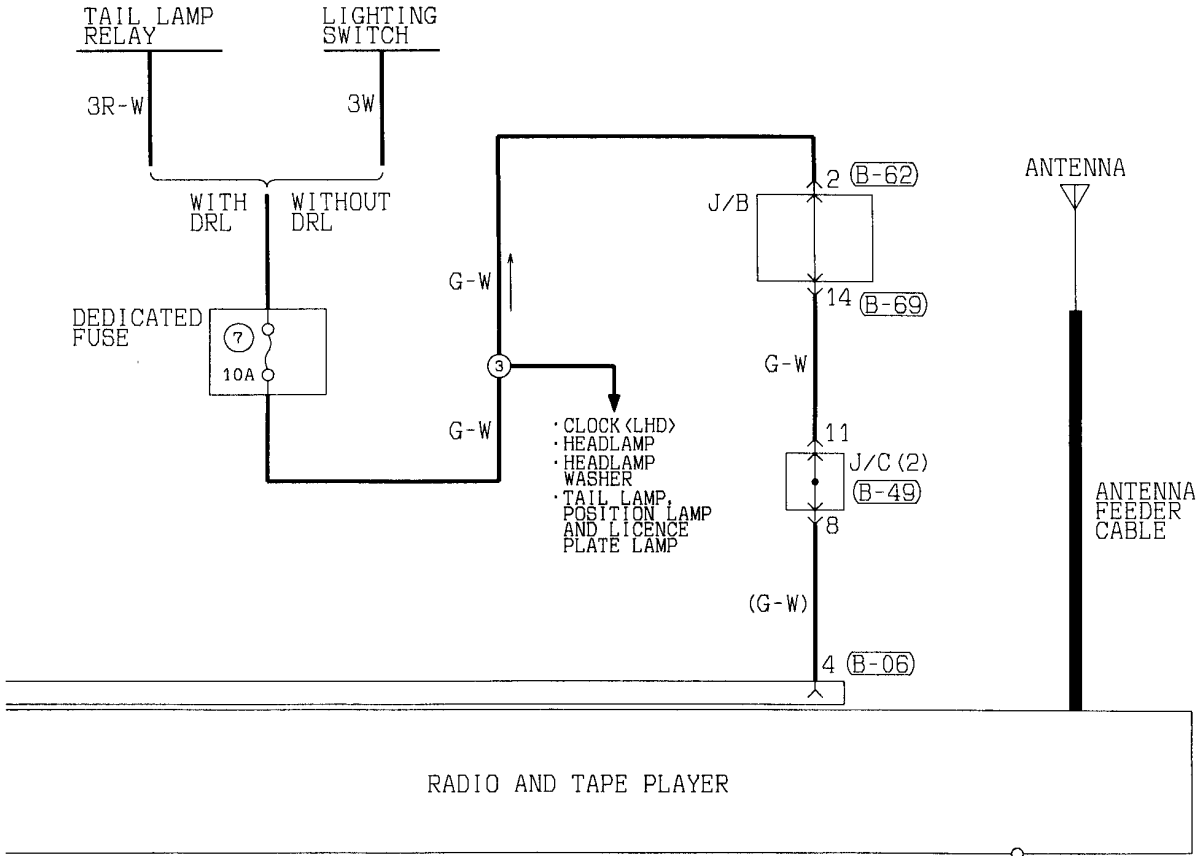 TAIL LAMP
RELAY
LIGHTING
SWITCH
3R-W
3W
WITH
DRL
WITHOUT
DRL
DEDICATED
FUSE
7
10A
G-W
3
G-W
· CLOCK<LHD>
· HEADLAMP
· HEADLAMP
WASHER
· TAIL LAMP,
POSITION LAMP
AND LICENCE
PLATE LAMP
2 (B-62)
J/B
14 (B-69)
G-W
11
J/C(2)
(B-49)
8
(G-W)
4 (B-06)
ANTENNA
ANTENNA
FEEDER
CABLE
RADIO AND TAPE PLAYER